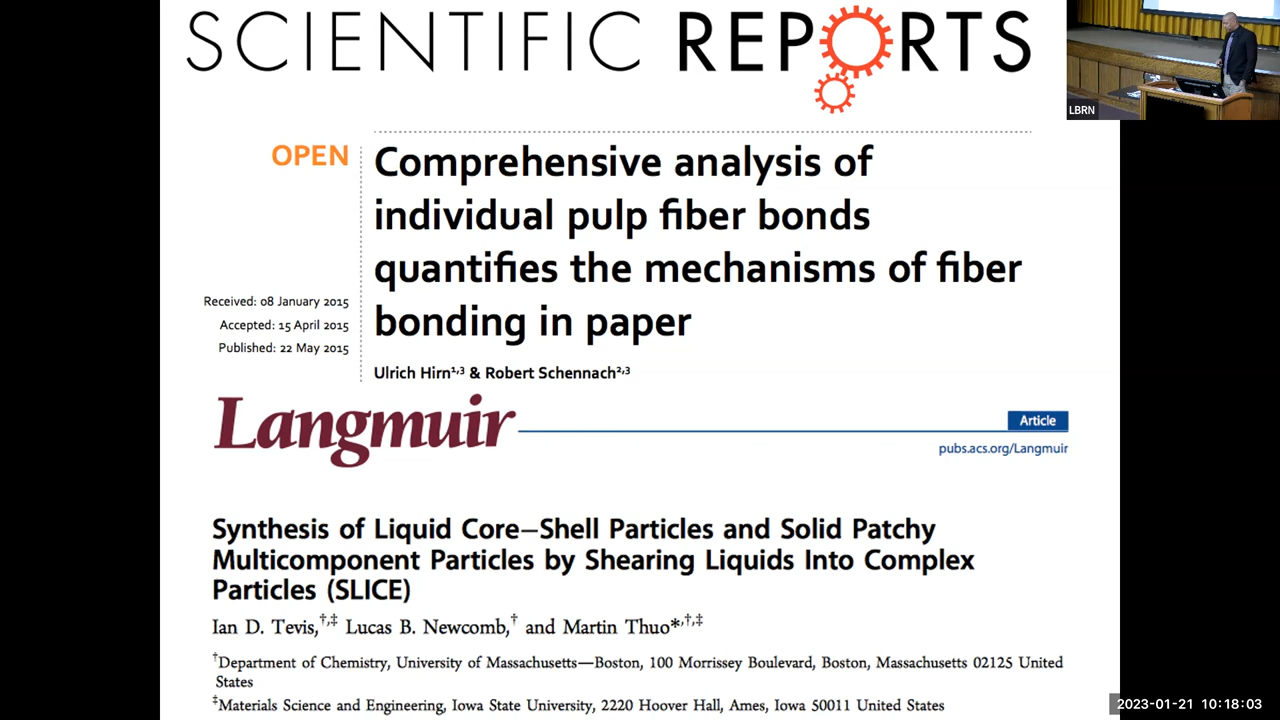 SCIENTIFIC REPORTS
LBRN
OPEN
Comprehensive analysis of
individual pulp fiber bonds
quantifies the mechanisms of fiber
bonding in paper
Received: 08 January 2015
Accepted: 15 April 2015
Published: 22 May 2015
Ulrich Hirn¹,³ & Robert Schennach²,³
Langmuir
Article
pubs.acs.org/Langmuir
Synthesis of Liquid Core–Shell Particles and Solid Patchy
Multicomponent Particles by Shearing Liquids Into Complex
Particles (SLICE)
Ian D. Tevis,†,‡ Lucas B. Newcomb,† and Martin Thuo*,†,‡
†Department of Chemistry, University of Massachusetts—Boston, 100 Morrissey Boulevard, Boston, Massachusetts 02125 United
States
‡Materials Science and Engineering, Iowa State University, 2220 Hoover Hall, Ames, Iowa 50011 United States
2023-01-21 10:18:03